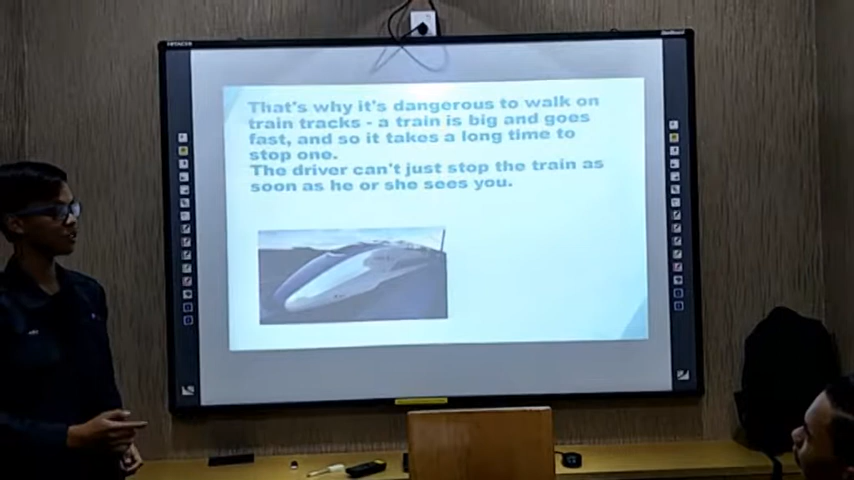 HITACHI
That's why it's dangerous to walk on
train tracks - a train is big and goes
fast, and so it takes a long time to
stop one.
The driver can't just stop the train as
soon as he or she sees you.